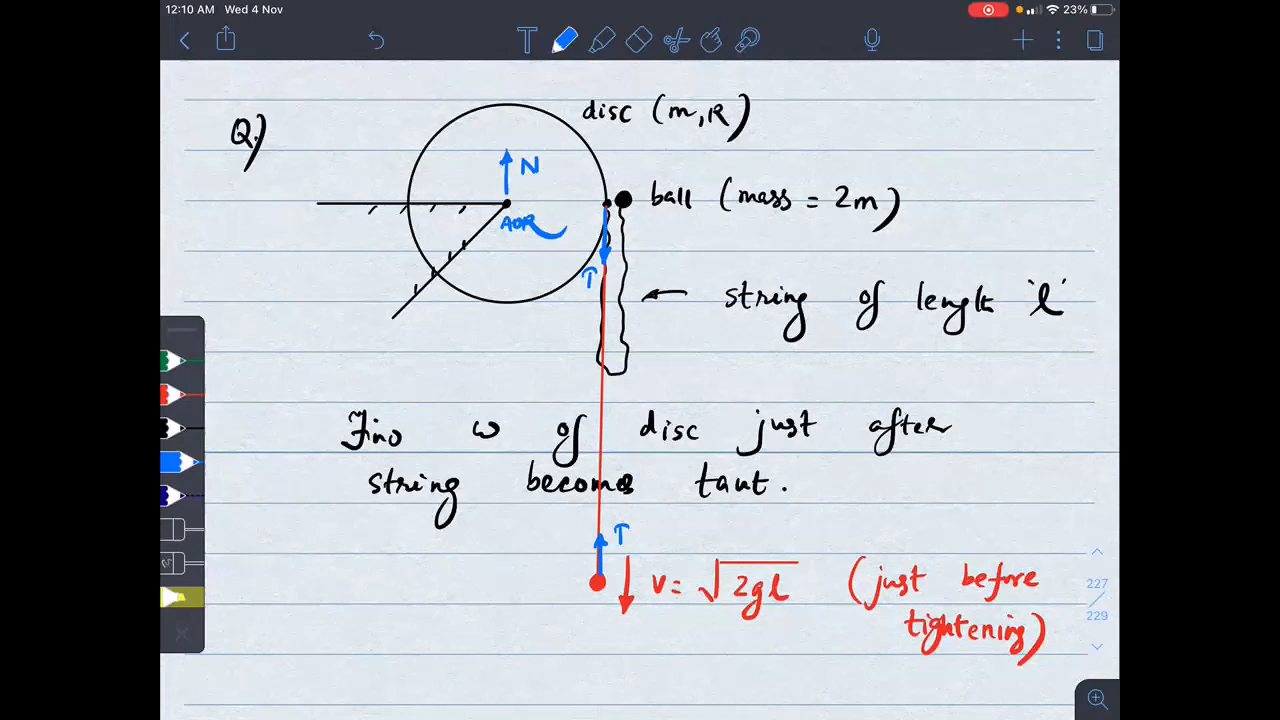 12:10 AM Wed 4 Nov
23%
T
Q.)
disc (m,R)
N
ball (mass = 2m)
AOR
T
string of length 'l'
Find ω of disc just after
string becomes taut.
T
v = √2gl (just before
tightening)
227
229